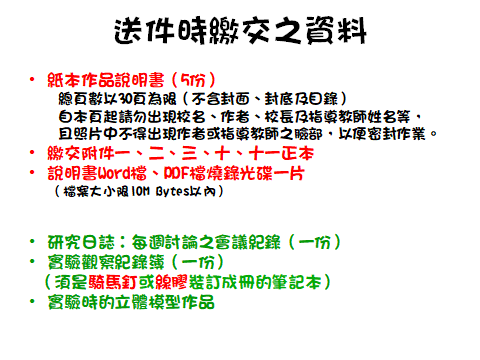 送件時繳交之資料
• 紙本作品說明書（5份）
總頁數以30頁為限（不含封面、封底及目錄）
自本頁起請勿出現校名、作者、校長及指導教師姓名等，
且照片中不得出現作者或指導教師之臉部，以便密封作業。
• 繳交附件一、二、三、十、十一正本
• 說明書Word檔、PDF檔燒錄光碟一片
（檔案大小限10M Bytes以內）
• 研究日誌：每週討論之會議紀錄（一份）
• 實驗觀察紀錄簿（一份）
（須是騎馬釘或線膠裝訂成冊的筆記本）
• 實驗時的立體模型作品